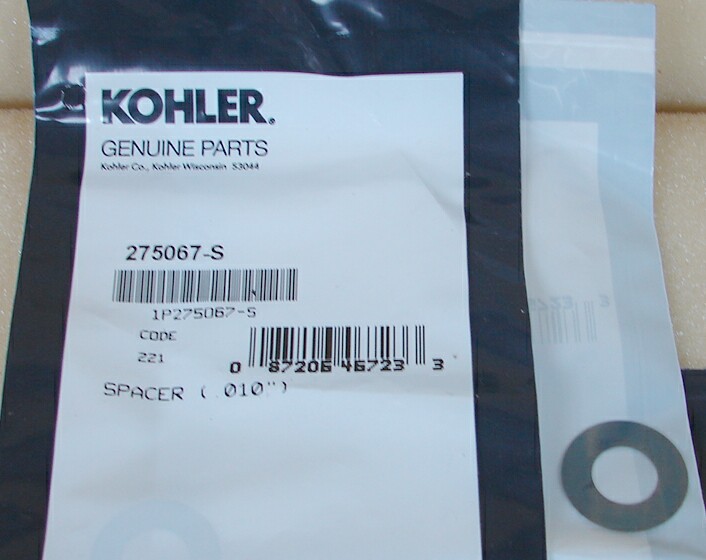 KOHLER.
GENUINE PARTS
Kohler Co., Kohler Wisconsin 53044
275067-S
1P275067-S
CODE
221
0 87206 46723 3
SPACER (.010")